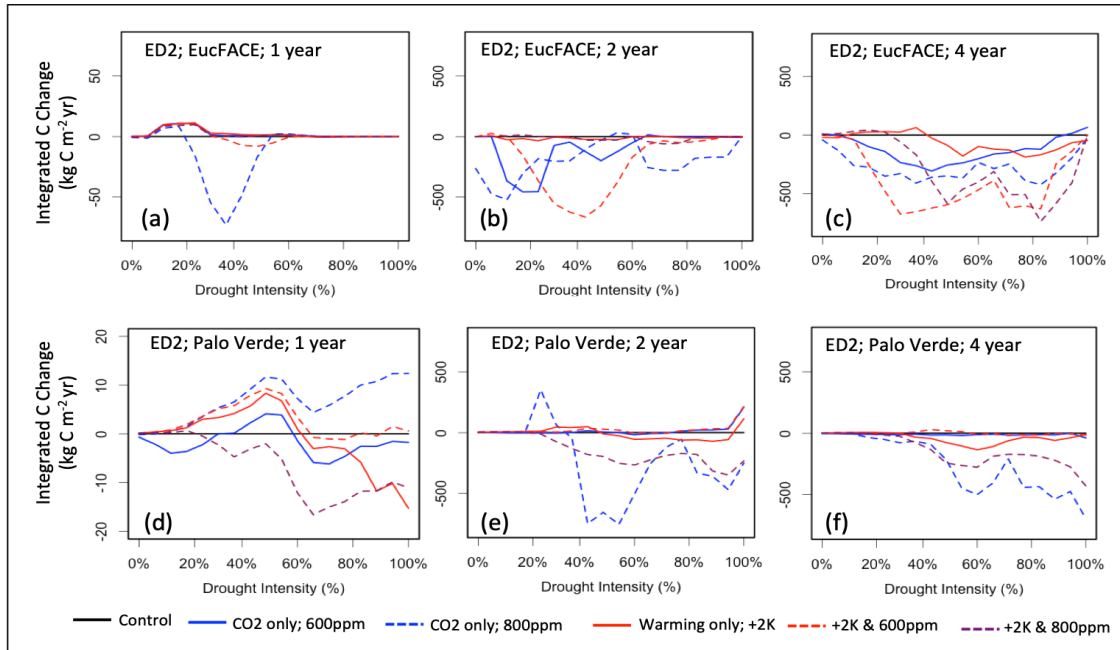 ED2; EucFACE; 1 year
ED2; EucFACE; 2 year
ED2; EucFACE; 4 year
Integrated C Change
(kg C m⁻² yr)
50
0
50
500
0
500
500
0
500
(a)
(b)
(c)
0% 20% 40% 60% 80% 100%
0% 20% 40% 60% 80% 100%
0% 20% 40% 60% 80% 100%
Drought Intensity (%)
Drought Intensity (%)
Drought Intensity (%)
ED2; Palo Verde; 1 year
ED2; Palo Verde; 2 year
ED2; Palo Verde; 4 year
Integrated C Change
(kg C m⁻² yr)
20
10
0
-10
-20
500
0
500
500
0
500
(d)
(e)
(f)
0% 20% 40% 60% 80% 100%
0% 20% 40% 60% 80% 100%
0% 20% 40% 60% 80% 100%
Drought Intensity (%)
Drought Intensity (%)
Drought Intensity (%)
Control CO2 only; 600ppm CO2 only; 800ppm Warming only; +2K +2K & 600ppm +2K & 800ppm